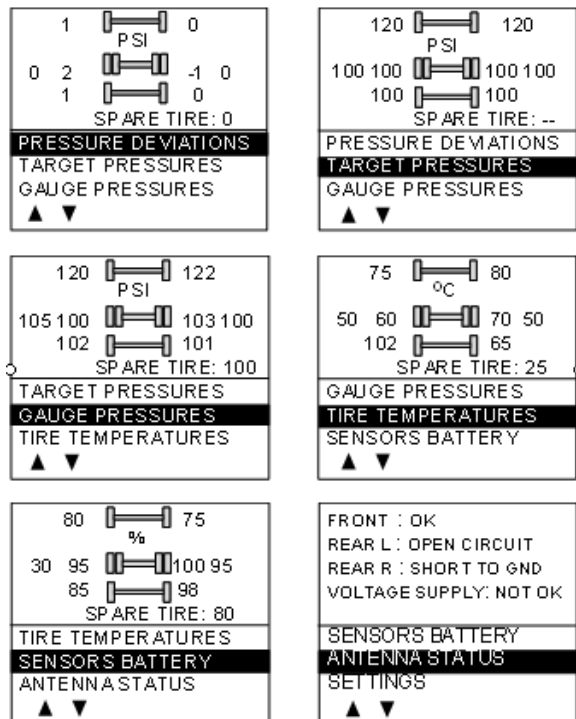 1 0
PSI
0 2 -1 0
1 0
SPARE TIRE: 0
PRESSURE DEVIATIONS
TARGET PRESSURES
GAUGE PRESSURES
120 120
PSI
100 100 100 100
100 100
SPARE TIRE: --
PRESSURE DEVIATIONS
TARGET PRESSURES
GAUGE PRESSURES
120 122
PSI
105 100 103 100
102 101
SPARE TIRE: 100
TARGET PRESSURES
GAUGE PRESSURES
TIRE TEMPERATURES
75 80
°C
50 60 70 50
102 65
SPARE TIRE: 25
GAUGE PRESSURES
TIRE TEMPERATURES
SENSORS BATTERY
80 75
%
30 95 100 95
85 98
SPARE TIRE: 80
TIRE TEMPERATURES
SENSORS BATTERY
ANTENNA STATUS
FRONT : OK
REAR L : OPEN CIRCUIT
REAR R : SHORT TO GND
VOLTAGE SUPPLY: NOT OK
SENSORS BATTERY
ANTENNA STATUS
SETTINGS